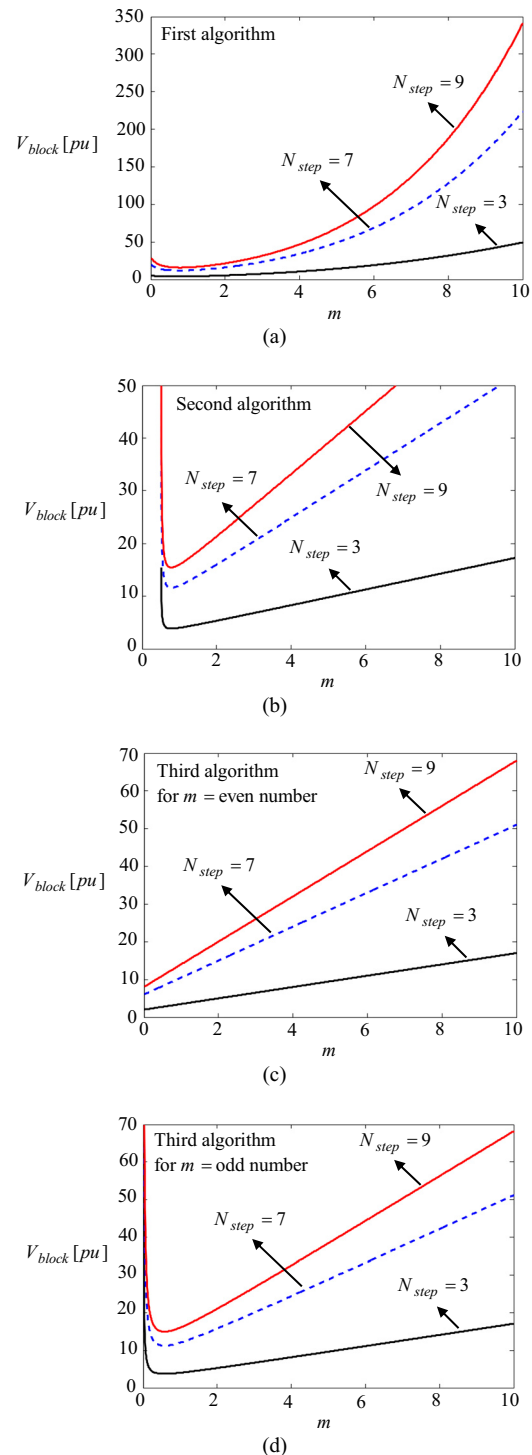 350
First algorithm
300
N_step = 9
250
V_block [pu]
200
N_step = 7
150
N_step = 3
100
50
0
0 2 4 6 8 10
m
(a)
50
Second algorithm
40
N_step = 7
N_step = 9
30
V_block [pu]
N_step = 3
20
10
0
0 2 4 6 8 10
m
(b)
70
Third algorithm
N_step = 9
for m = even number
60
50
N_step = 7
40
V_block [pu]
30
N_step = 3
20
10
0
0 2 4 6 8 10
m
(c)
70
Third algorithm
N_step = 9
for m = odd number
60
50
N_step = 7
40
V_block [pu]
30
N_step = 3
20
10
0
0 2 4 6 8 10
m
(d)